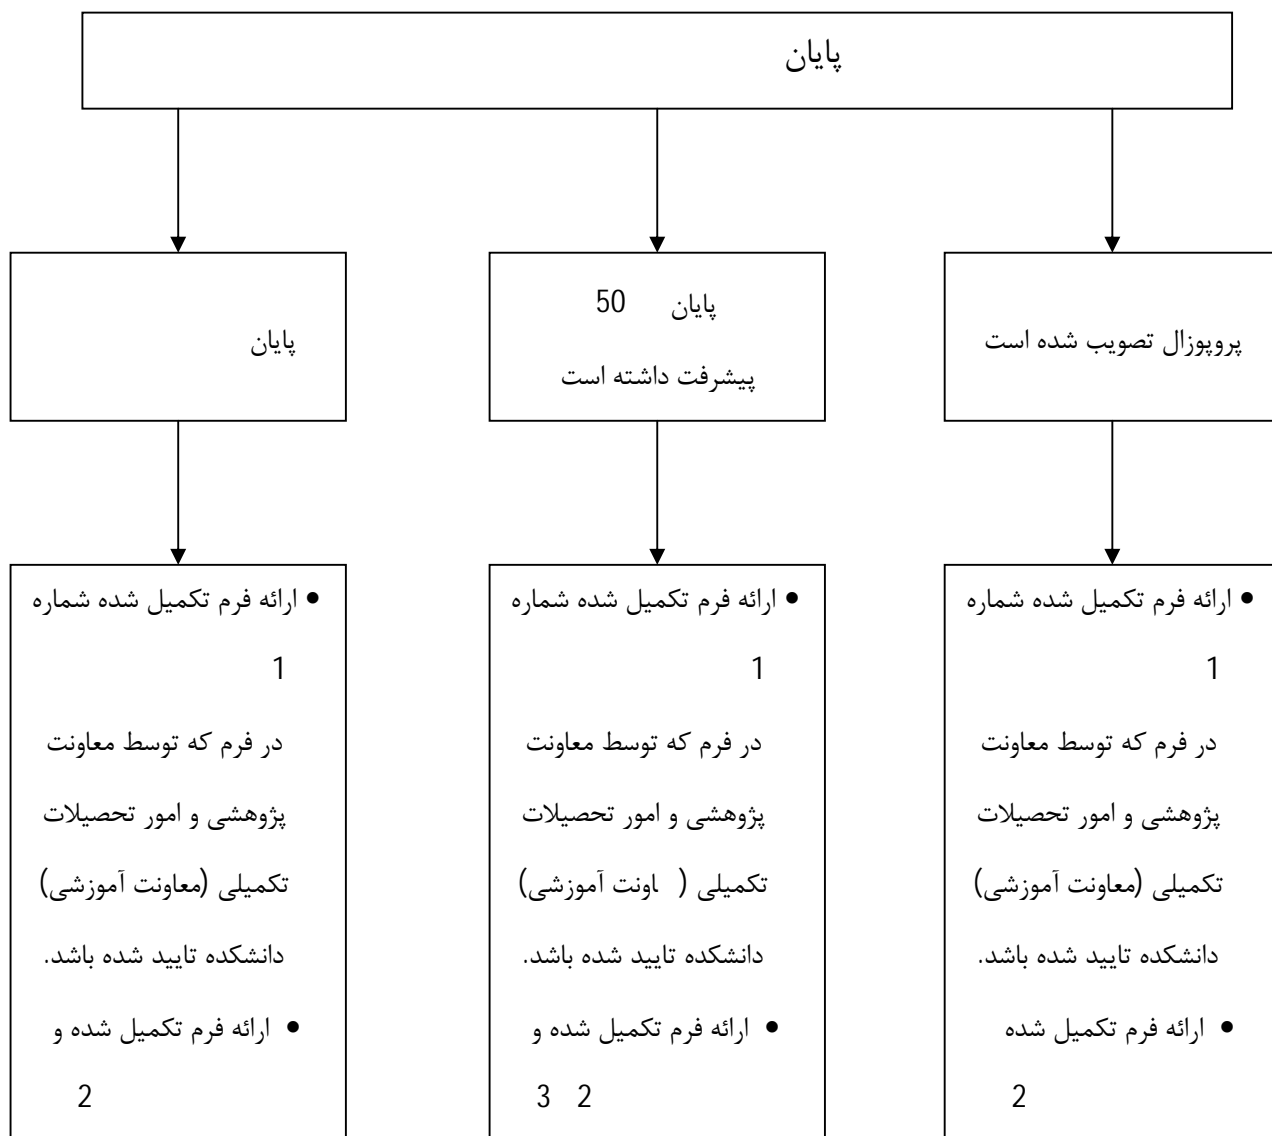 پایان
پروپوزال تصویب شده است
پایان 50
پیشرفت داشته است
پایان
• ارائه فرم تکمیل شده شماره
1
در فرم که توسط معاونت
پژوهشی و امور تحصیلات
تکمیلی (معاونت آموزشی)
دانشکده تایید شده باشد.
• ارائه فرم تکمیل شده
2
• ارائه فرم تکمیل شده شماره
1
در فرم که توسط معاونت
پژوهشی و امور تحصیلات
تکمیلی ( اونت آموزشی)
دانشکده تایید شده باشد.
• ارائه فرم تکمیل شده و
2 3
• ارائه فرم تکمیل شده شماره
1
در فرم که توسط معاونت
پژوهشی و امور تحصیلات
تکمیلی (معاونت آموزشی)
دانشکده تایید شده باشد.
• ارائه فرم تکمیل شده و
2